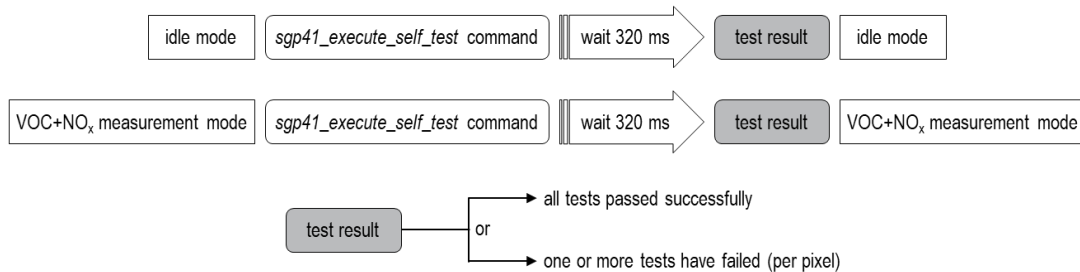 idle mode sgp41_execute_self_test command wait 320 ms test result idle mode
VOC+NOx measurement mode sgp41_execute_self_test command wait 320 ms test result VOC+NOx measurement mode
all tests passed successfully
test result or
one or more tests have failed (per pixel)